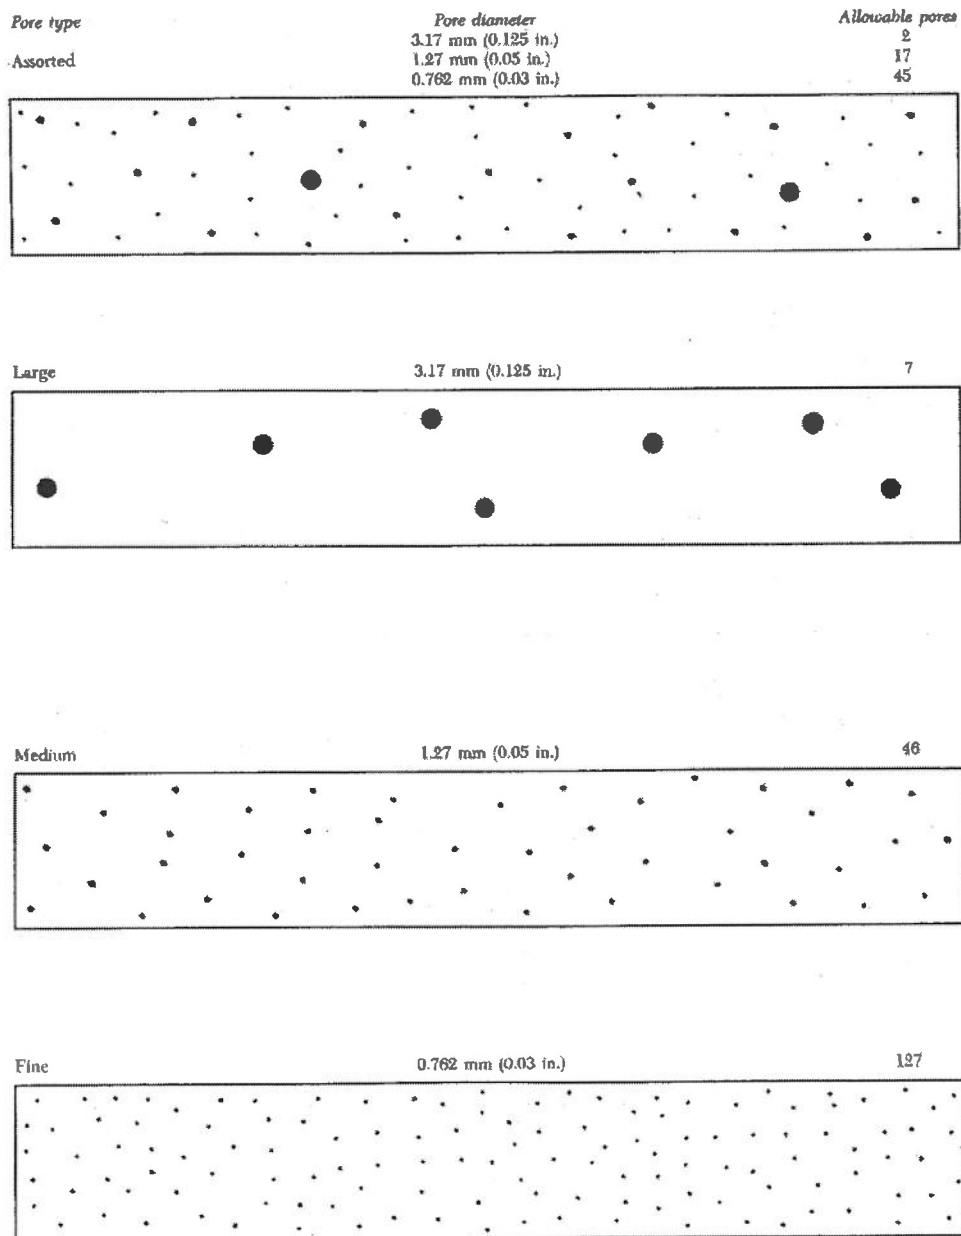 Pore type Pore diameter Allowable pores
3.17 mm (0.125 in.) 2
Assorted 1.27 mm (0.05 in.) 17
0.762 mm (0.03 in.) 45
Large 3.17 mm (0.125 in.) 7
Medium 1.27 mm (0.05 in.) 46
Fine 0.762 mm (0.03 in.) 127